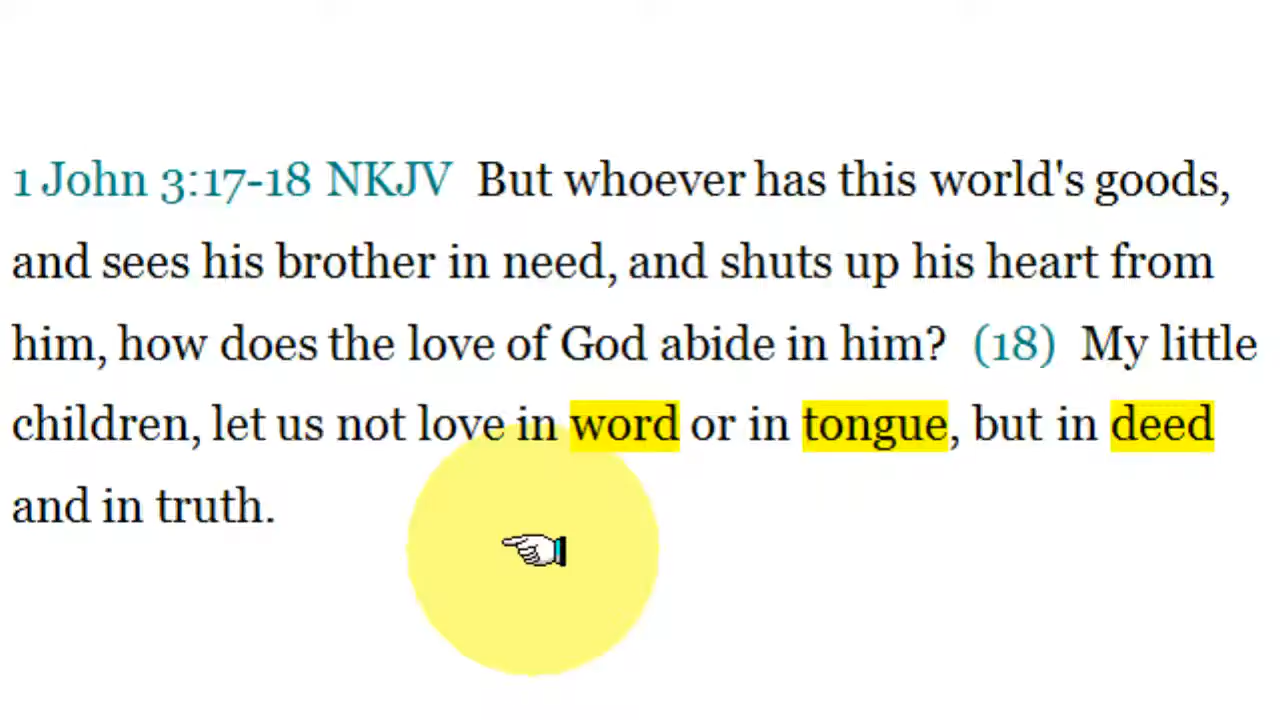 1 John 3:17-18 NKJV But whoever has this world's goods,
and sees his brother in need, and shuts up his heart from
him, how does the love of God abide in him? (18) My little
children, let us not love in word or in tongue, but in deed
and in truth.